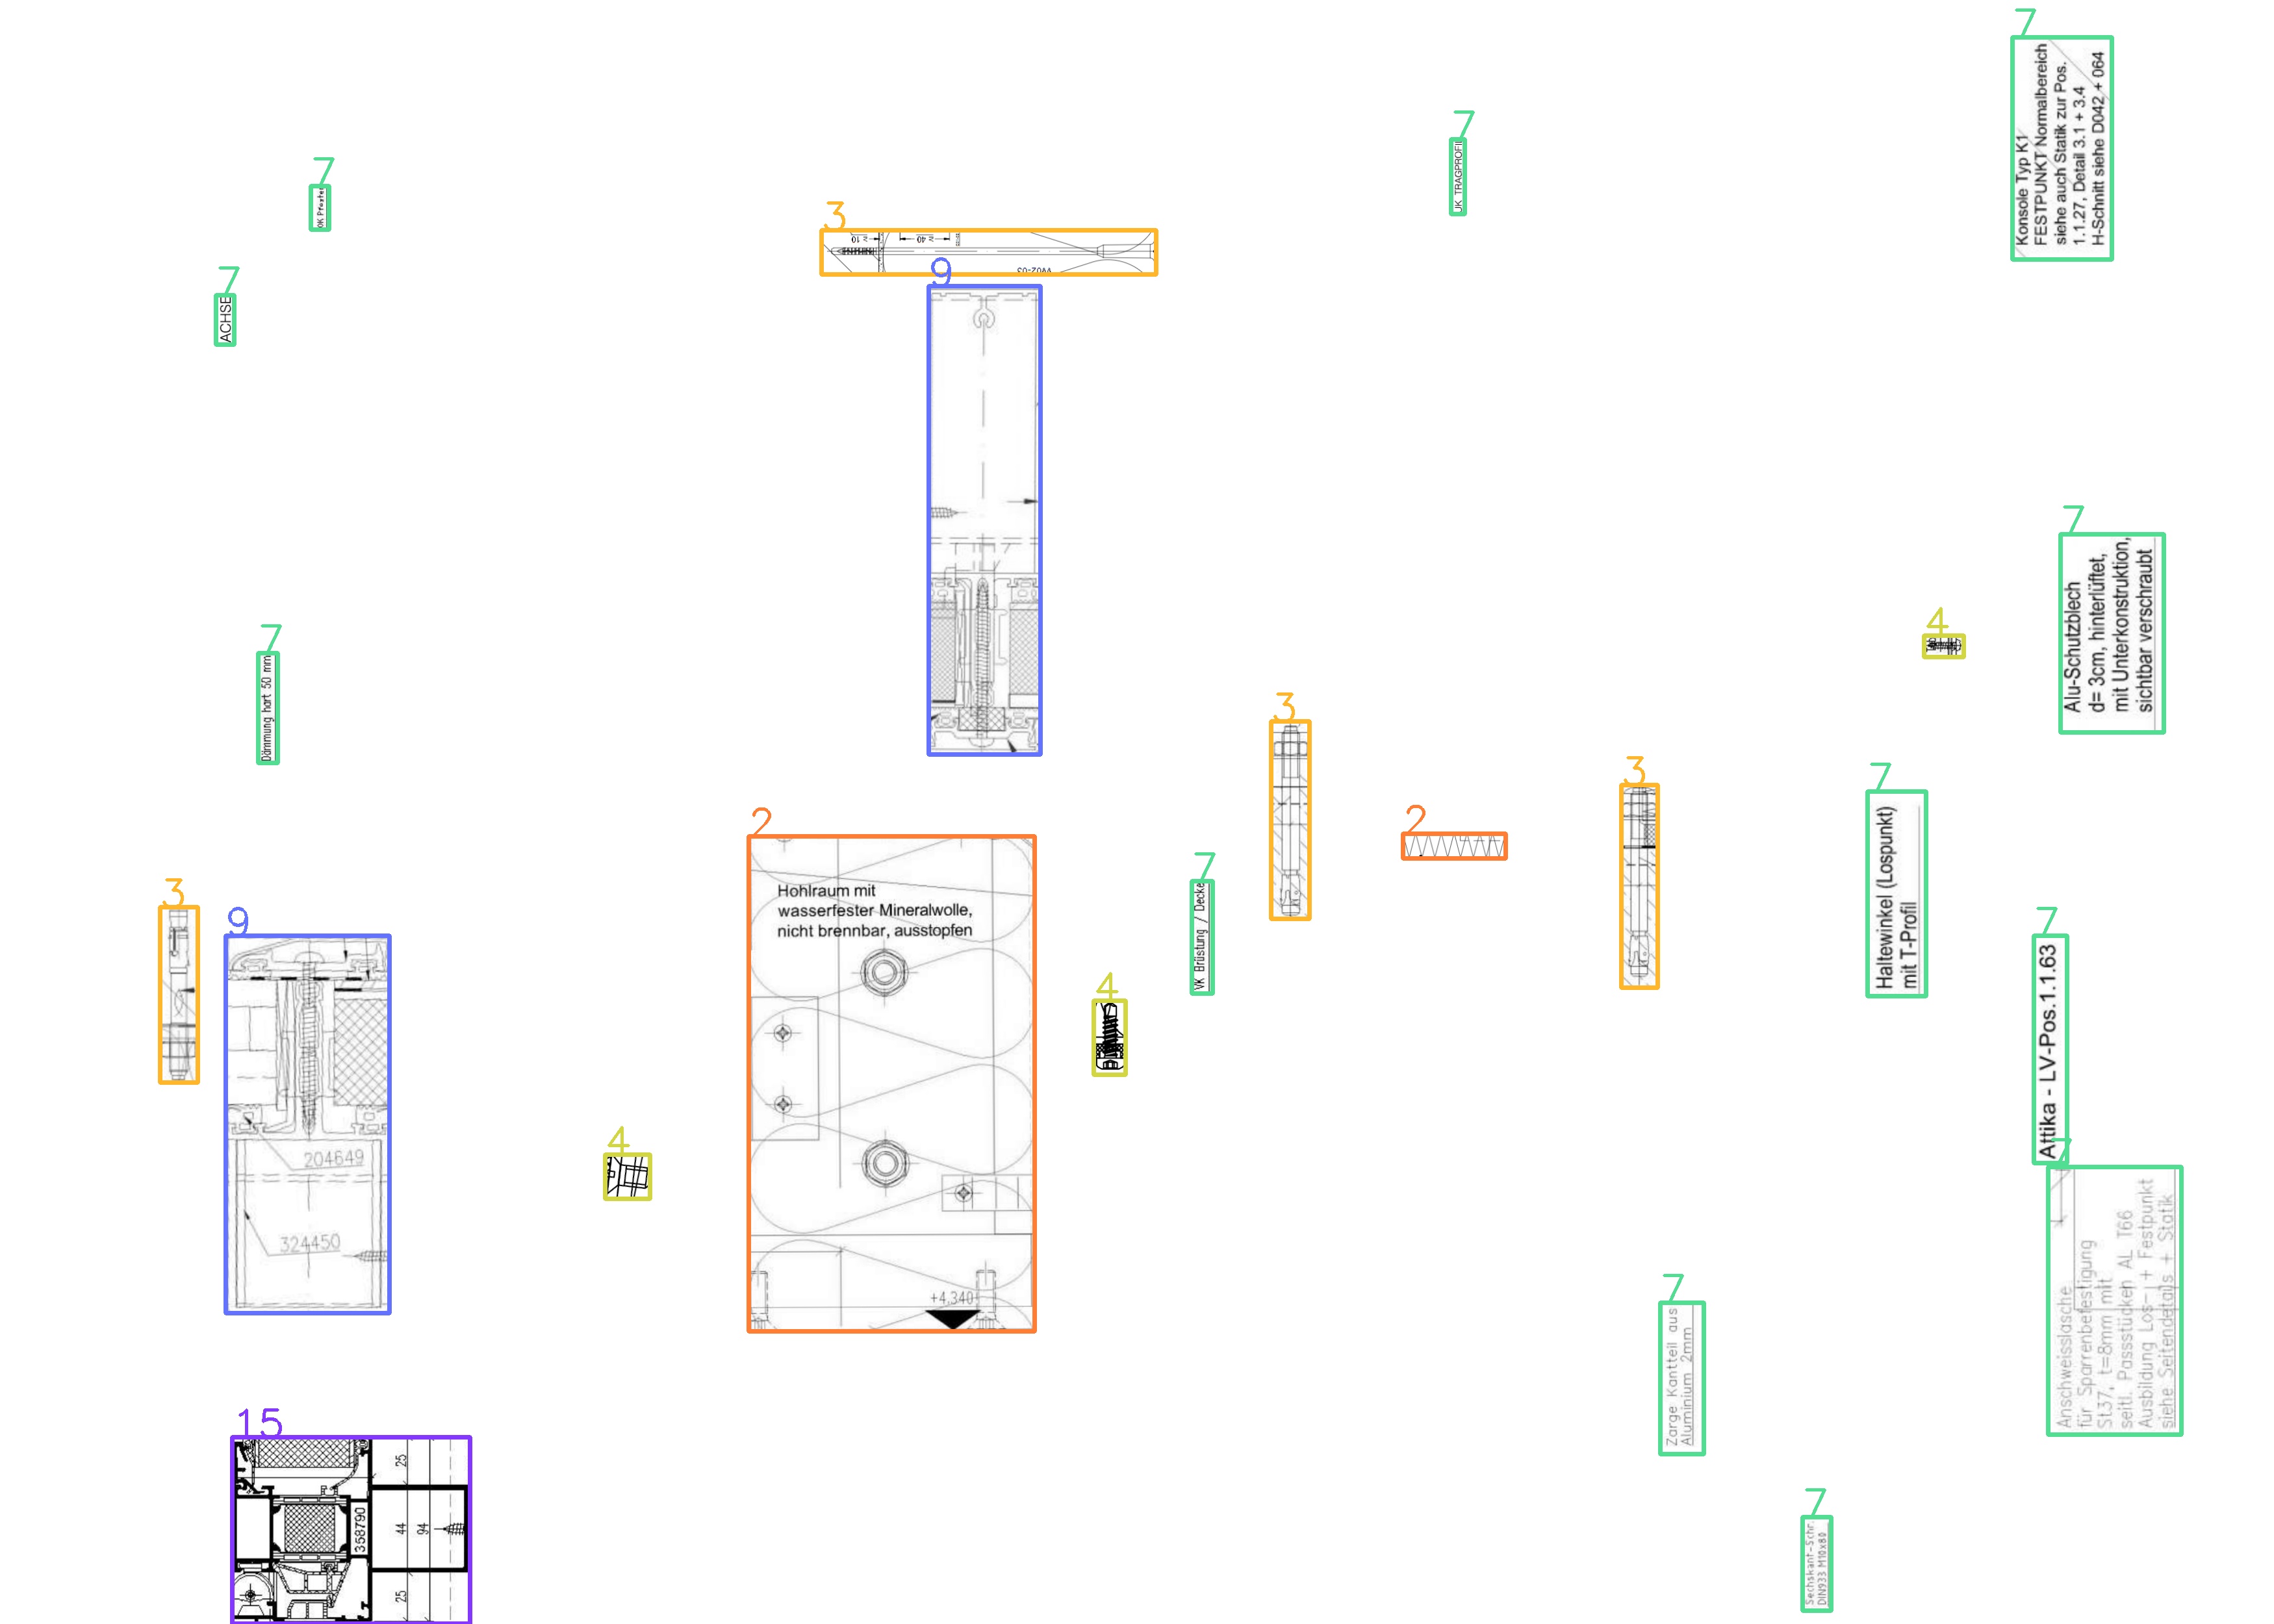 7
Konsole Typ K1
FESTPUNKT Normalbereich
siehe auch Statik zur Pos.
1.1.27, Detail 3.1 + 3.4
H-Schnitt siehe D042 + 064
7
UK TRAGPROFIL
7
OK Pfosten
3
10
40
W02-03
7
ACHSE
9
7
Alu-Schutzblech
d= 3cm, hinterlüftet,
mit Unterkonstruktion,
sichtbar verschraubt
4
7
Dämmung hart 50 mm
3
3
7
Haltewinkel (Lospunkt)
mit T-Profil
2
2
Hohlraum mit
wasserfester Mineralwolle,
nicht brennbar, ausstopfen
+4.340
7
VK Brüstung / Decke
3
9
204649
324450
7
Attika - LV-Pos.1.1.63
4
4
7
Anschweisslasche
für Sparrenbefestigung
St37, t=8mm mit
seitl. Passstücken AL T66
Ausbildung Los- + Festpunkt
siehe Seitendetails + Statik
7
Zarge Kantteil aus
Aluminium 2mm
15
25
358790
44
94
25
7
Sechskant-Schr.
DIN933 M10x80